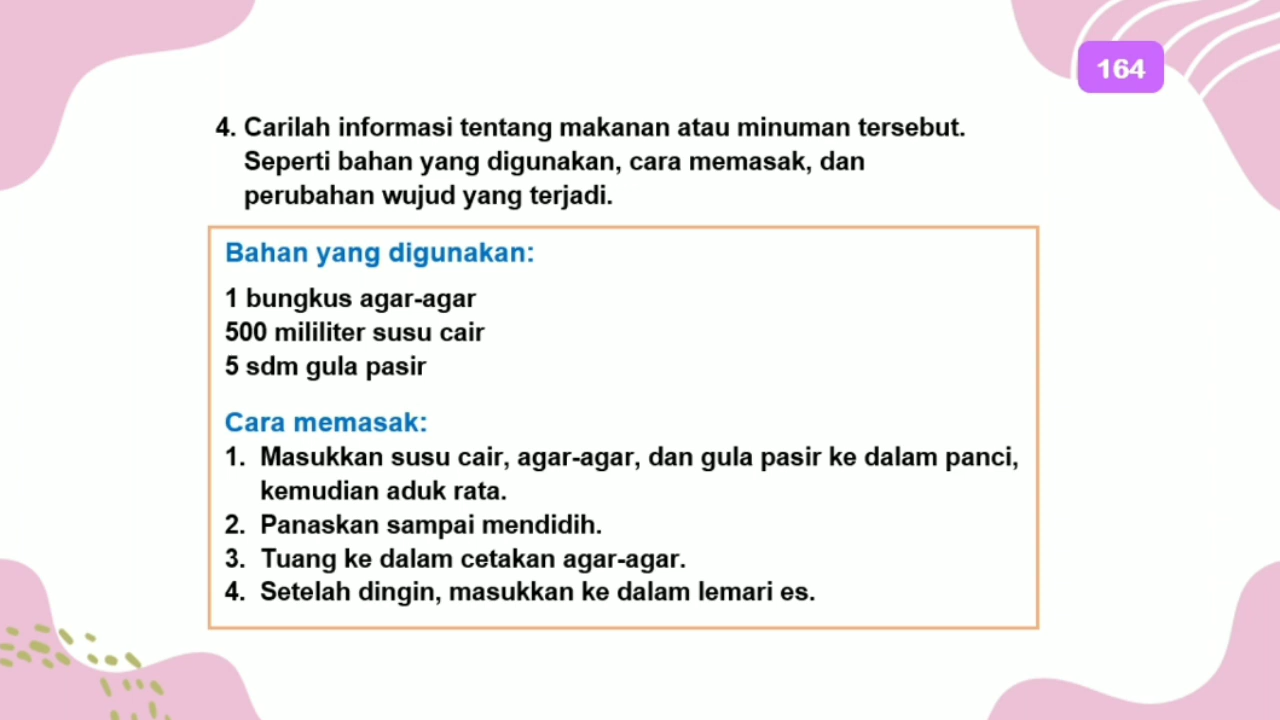 164
4. Carilah informasi tentang makanan atau minuman tersebut.
Seperti bahan yang digunakan, cara memasak, dan
perubahan wujud yang terjadi.
Bahan yang digunakan:
1 bungkus agar-agar
500 mililiter susu cair
5 sdm gula pasir
Cara memasak:
1. Masukkan susu cair, agar-agar, dan gula pasir ke dalam panci,
kemudian aduk rata.
2. Panaskan sampai mendidih.
3. Tuang ke dalam cetakan agar-agar.
4. Setelah dingin, masukkan ke dalam lemari es.